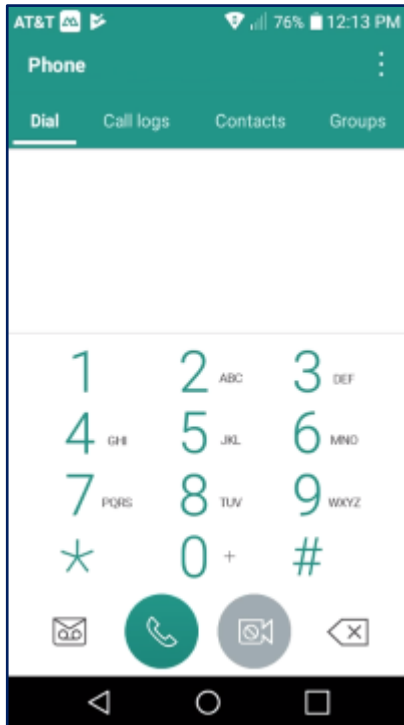 AT&T 76% 12:13 PM
Phone
Dial Call logs Contacts Groups
1 2 ABC 3 DEF
4 GHI 5 JKL 6 MNO
7 PQRS 8 TUV 9 WXYZ
* 0 + #